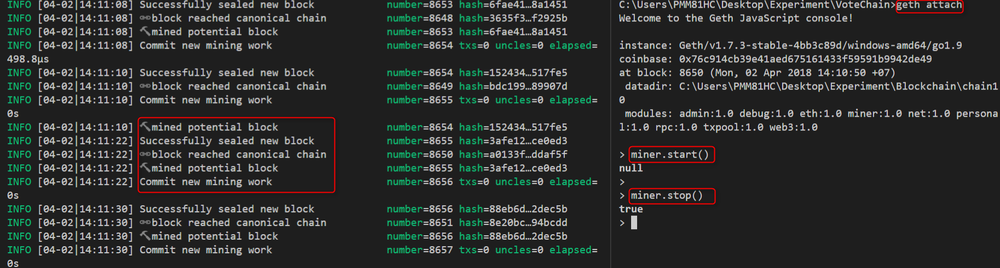 INFO [04-02|14:11:08] Successfully sealed new block number=8653 hash=6fae41…8a1451
INFO [04-02|14:11:08] 🔗block reached canonical chain number=8648 hash=3635f3…f2925b
INFO [04-02|14:11:08] 🔨mined potential block number=8653 hash=6fae41…8a1451
INFO [04-02|14:11:08] Commit new mining work number=8654 txs=0 uncles=0 elapsed=
498.8µs
INFO [04-02|14:11:10] Successfully sealed new block number=8654 hash=152434…517fe5
INFO [04-02|14:11:10] 🔗block reached canonical chain number=8649 hash=bdc199…89907d
INFO [04-02|14:11:10] Commit new mining work number=8655 txs=0 uncles=0 elapsed=
0s
INFO [04-02|14:11:10] 🔨mined potential block number=8654 hash=152434…517fe5
INFO [04-02|14:11:22] Successfully sealed new block number=8655 hash=3afe12…ce0ed3
INFO [04-02|14:11:22] 🔗block reached canonical chain number=8650 hash=a0133f…ddaf5f
INFO [04-02|14:11:22] 🔨mined potential block number=8655 hash=3afe12…ce0ed3
INFO [04-02|14:11:22] Commit new mining work number=8656 txs=0 uncles=0 elapsed=
0s
INFO [04-02|14:11:30] Successfully sealed new block number=8656 hash=88eb6d…2dec5b
INFO [04-02|14:11:30] 🔗block reached canonical chain number=8651 hash=8e20bc…94bcdd
INFO [04-02|14:11:30] 🔨mined potential block number=8656 hash=88eb6d…2dec5b
INFO [04-02|14:11:30] Commit new mining work number=8657 txs=0 uncles=0 elapsed=
0s
C:\Users\PMM81HC\Desktop\Experiment\VoteChain>geth attach
Welcome to the Geth JavaScript console!
instance: Geth/v1.7.3-stable-4bb3c89d/windows-amd64/go1.9
coinbase: 0x76c914cb39e41aed675161433f59591b9942de49
at block: 8650 (Mon, 02 Apr 2018 14:10:50 +07)
datadir: C:\Users\PMM81HC\Desktop\Experiment\Blockchain\chain1
0
modules: admin:1.0 debug:1.0 eth:1.0 miner:1.0 net:1.0 persona
l:1.0 rpc:1.0 txpool:1.0 web3:1.0
> miner.start()
null
>
> miner.stop()
true
>